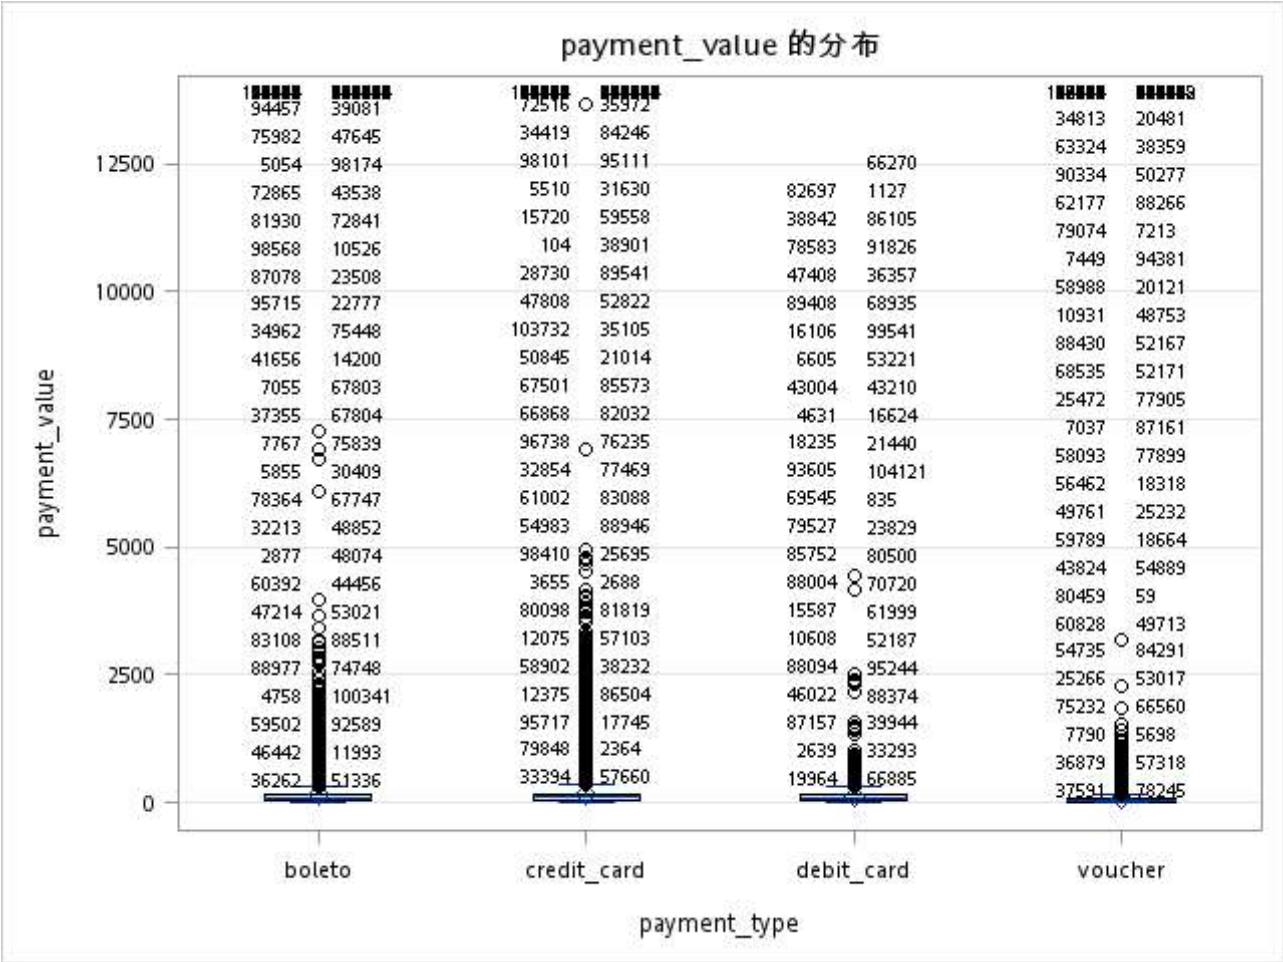 payment_value 的分布
94457 39081 72516 35972
34813 20481
75982 47645 34419 84246
63324 38359
12500 5054 98174 98101 95111 66270
90334 50277
72865 43538 5510 31630 82697 1127
62177 88266
81930 72841 15720 59558 38842 86105
79074 7213
98568 10526 104 38901 78583 91826
7449 94381
87078 23508 28730 89541 47408 36357
58988 20121
10000 95715 22777 47808 52822 89408 68935
10931 48753
34962 75448 103732 35105 16106 99541
88430 52167
41656 14200 50845 21014 6605 53221
68535 52171
7055 67803 67501 85573 43004 43210
25472 77905
7500 37355 67804 66868 82032 4631 16624
7037 87161
7767 75839 96738 76235 18235 21440
58093 77899
5855 30409 32854 77469 93605 104121
56462 18318
78364 67747 61002 83088 69545 835
49761 25232
32213 48852 54983 88946 79527 23829
59789 18664
5000 2877 48074 98410 25695 85752 80500
43824 54889
60392 44456 3655 2688 88004 70720
80459 59
47214 53021 80098 81819 15587 61999
60828 49713
83108 88511 12075 57103 10608 52187
54735 84291
2500 88977 74748 58902 38232 88094 95244
25266 53017
4758 100341 12375 86504 46022 88374
75232 66560
59502 92589 95717 17745 87157 39944
7790 5698
46442 11993 79848 2364 2639 33293
36879 57318
36262 51336 33394 57660 19964 66885
37591 78245
0
payment_value
boleto credit_card debit_card voucher
payment_type